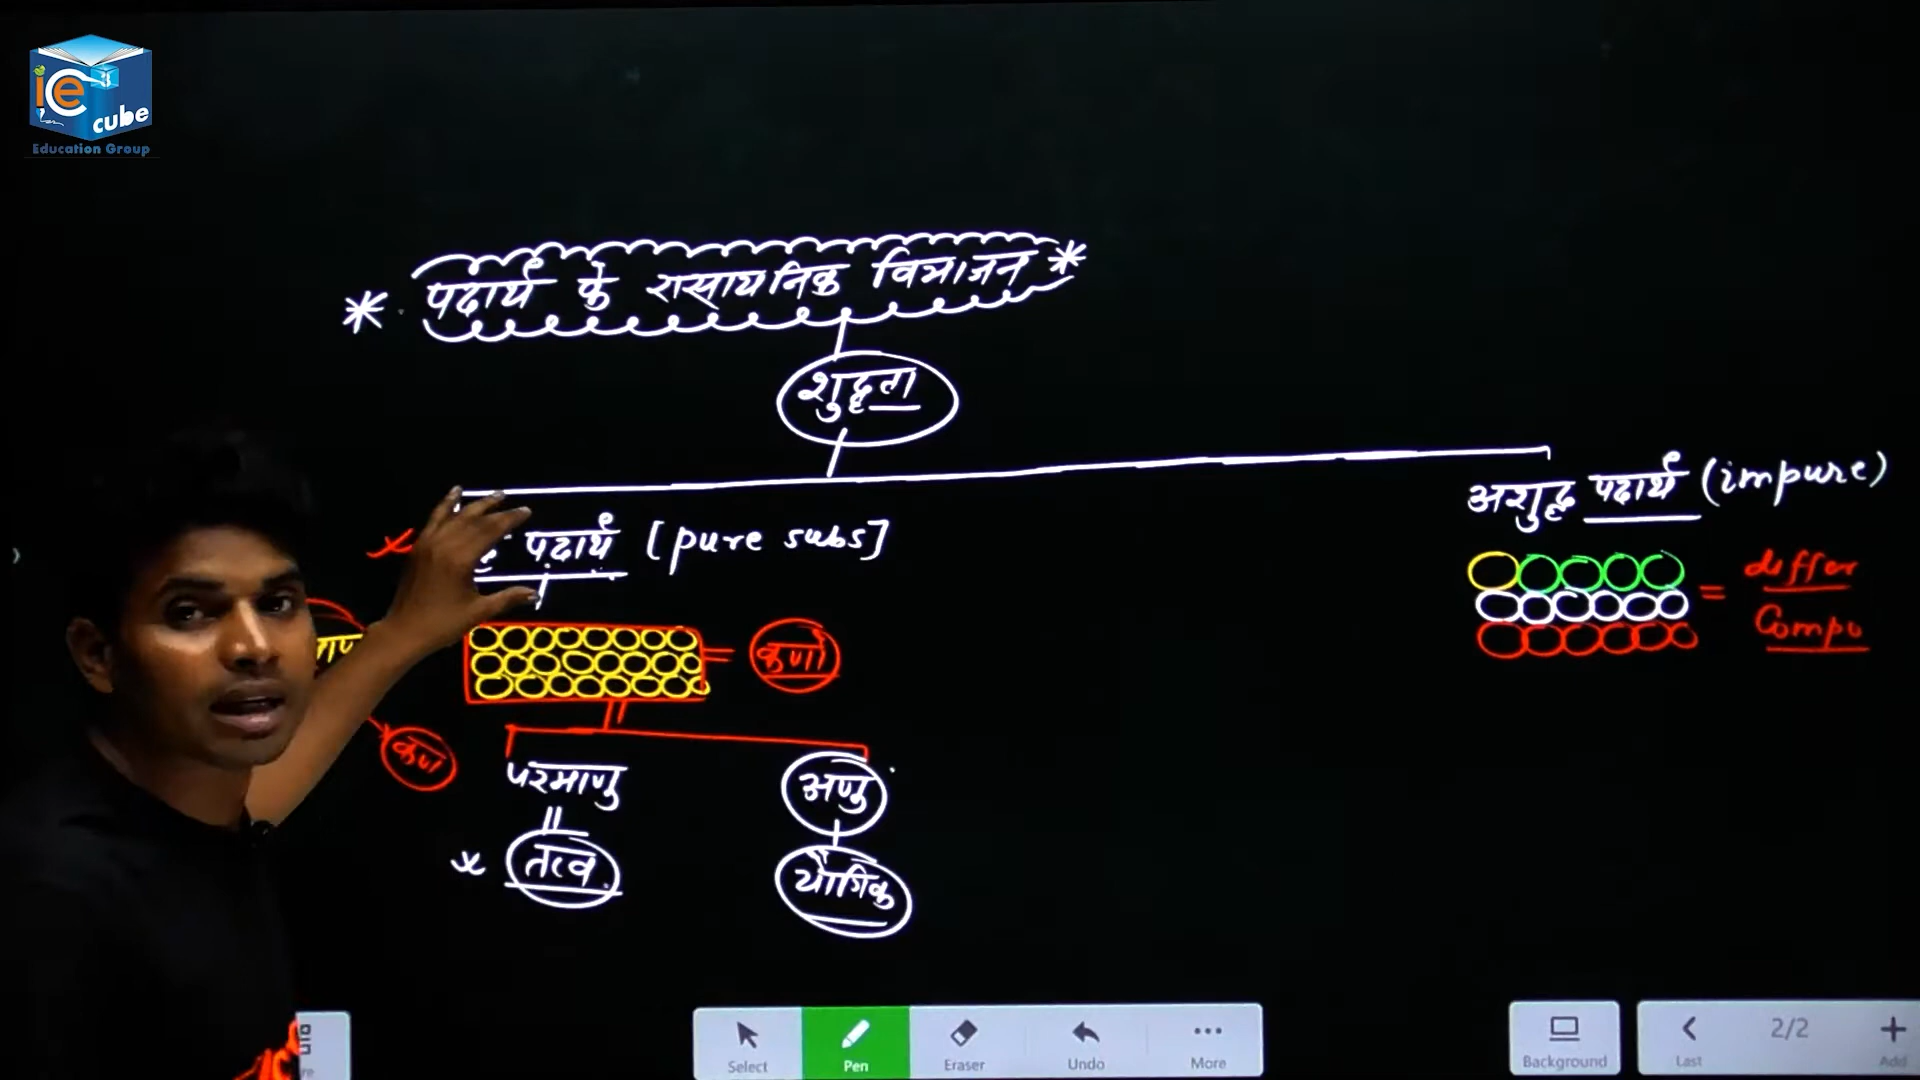 ice
cube
Education Group
* पदार्थ के रासायनिक विभाजन *
शुद्धता
पदार्थ [pure subs]
अशुद्ध पदार्थ (impure)
= differ
Compo
= कणों
कण
परमाणु
अणु
* तत्व
यौगिक
Select
Pen
Eraser
Undo
More
Background
Last
2/2
Add